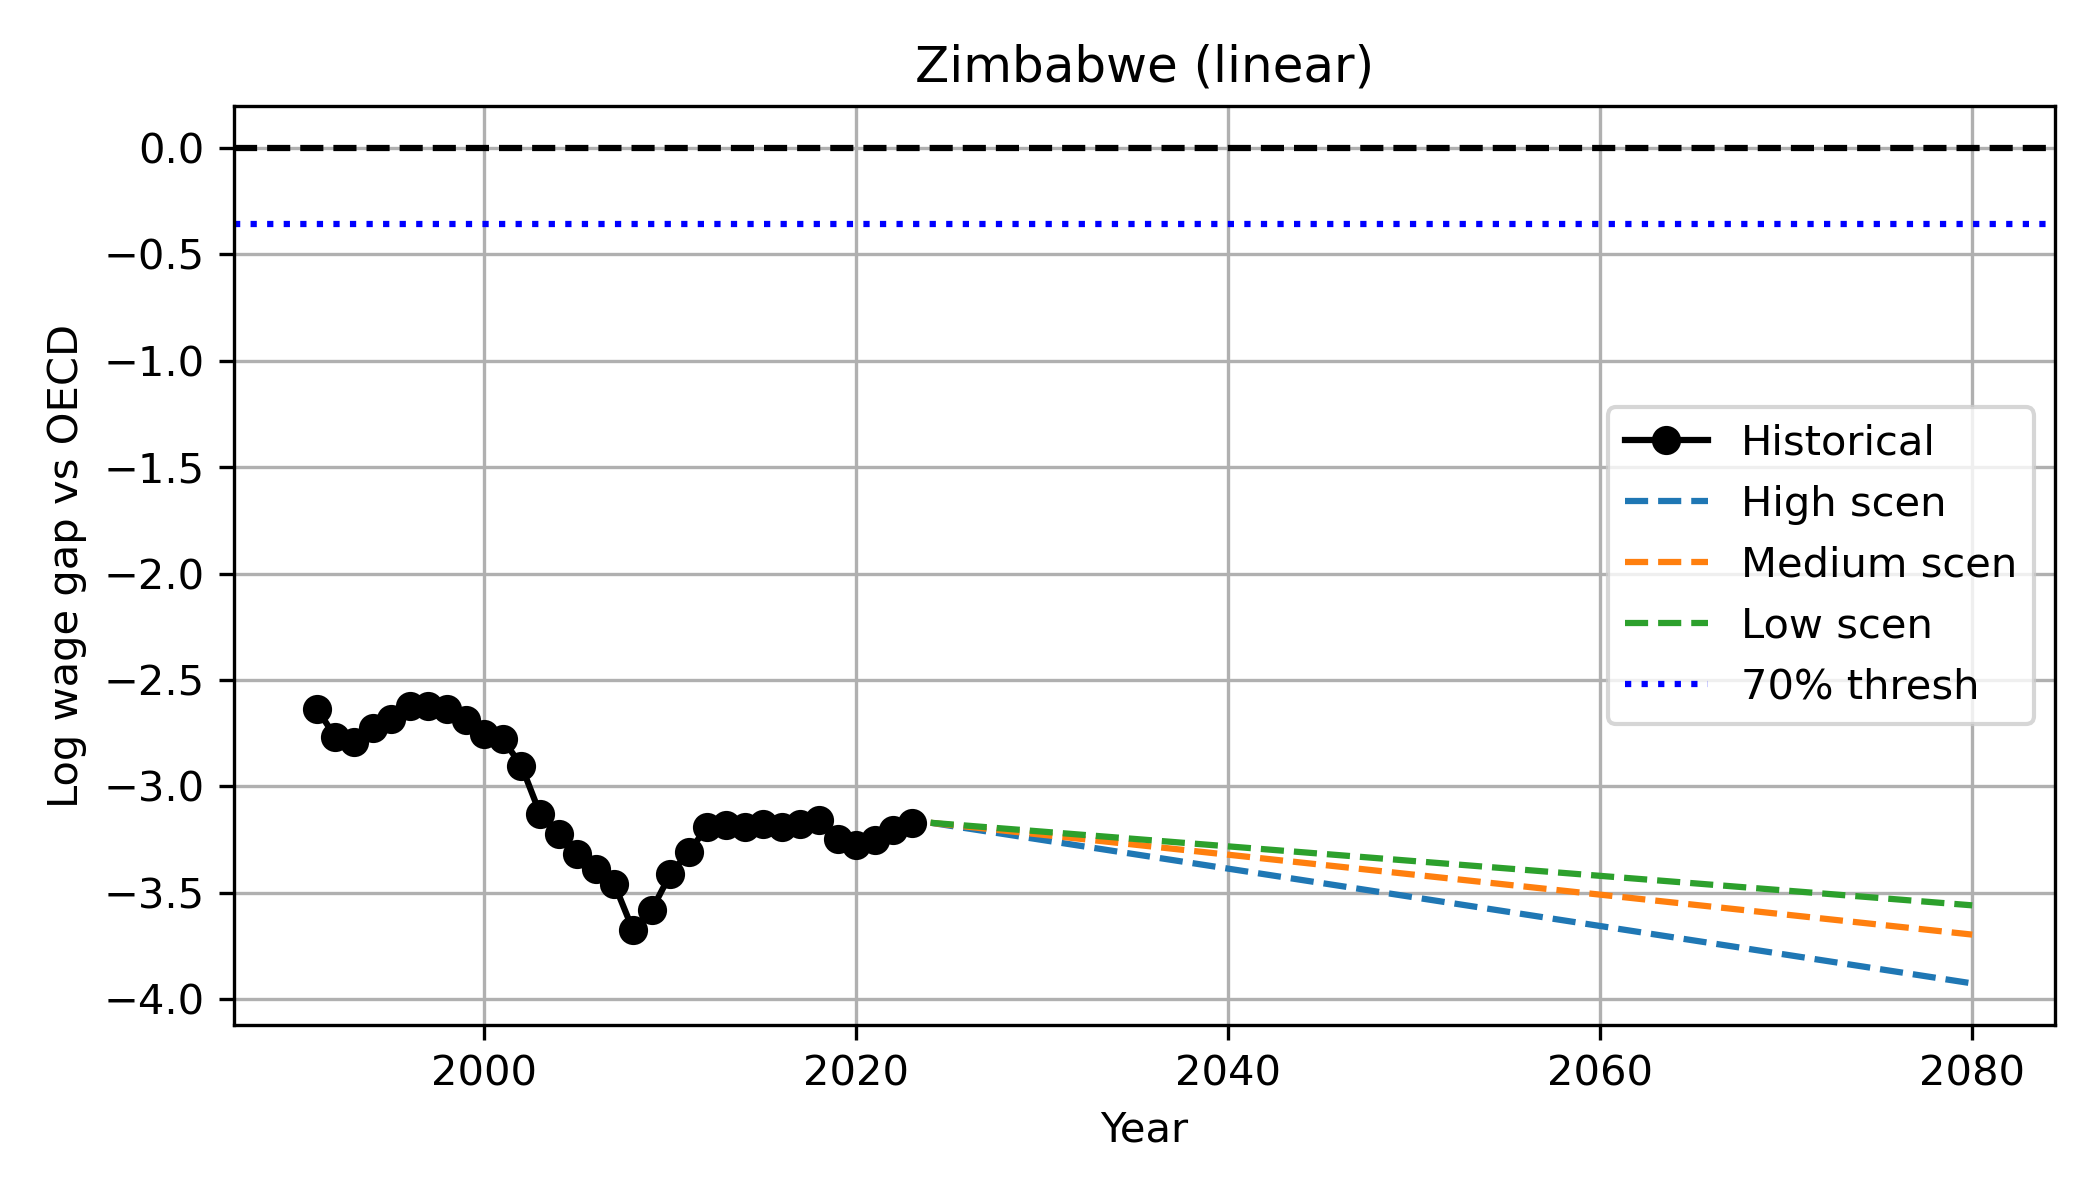 Zimbabwe (linear)
Log wage gap vs OECD
0.0
−0.5
−1.0
−1.5
−2.0
−2.5
−3.0
−3.5
−4.0
Historical
High scen
Medium scen
Low scen
70% thresh
2000
2020
2040
2060
2080
Year